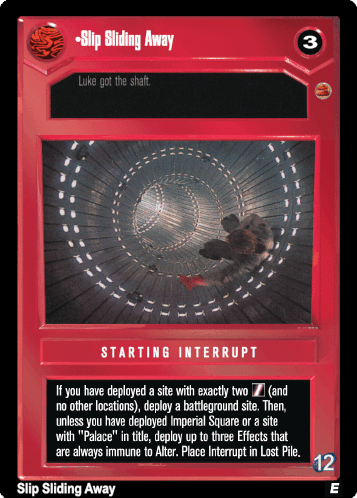 •Slip Sliding Away
3
Luke got the shaft.
STARTING INTERRUPT
If you have deployed a site with exactly two (and
no other locations), deploy a battleground site. Then,
unless you have deployed Imperial Square or a site
with "Palace" in title, deploy up to three Effects that
are always immune to Alter. Place Interrupt in Lost Pile.
12
Slip Sliding Away E